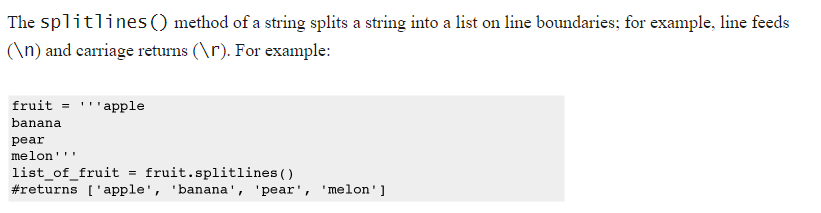 The splitlines() method of a string splits a string into a list on line boundaries; for example, line feeds
(\n) and carriage returns (\r). For example:
fruit = '''apple
banana
pear
melon'''
list_of_fruit = fruit.splitlines()
#returns ['apple', 'banana', 'pear', 'melon']